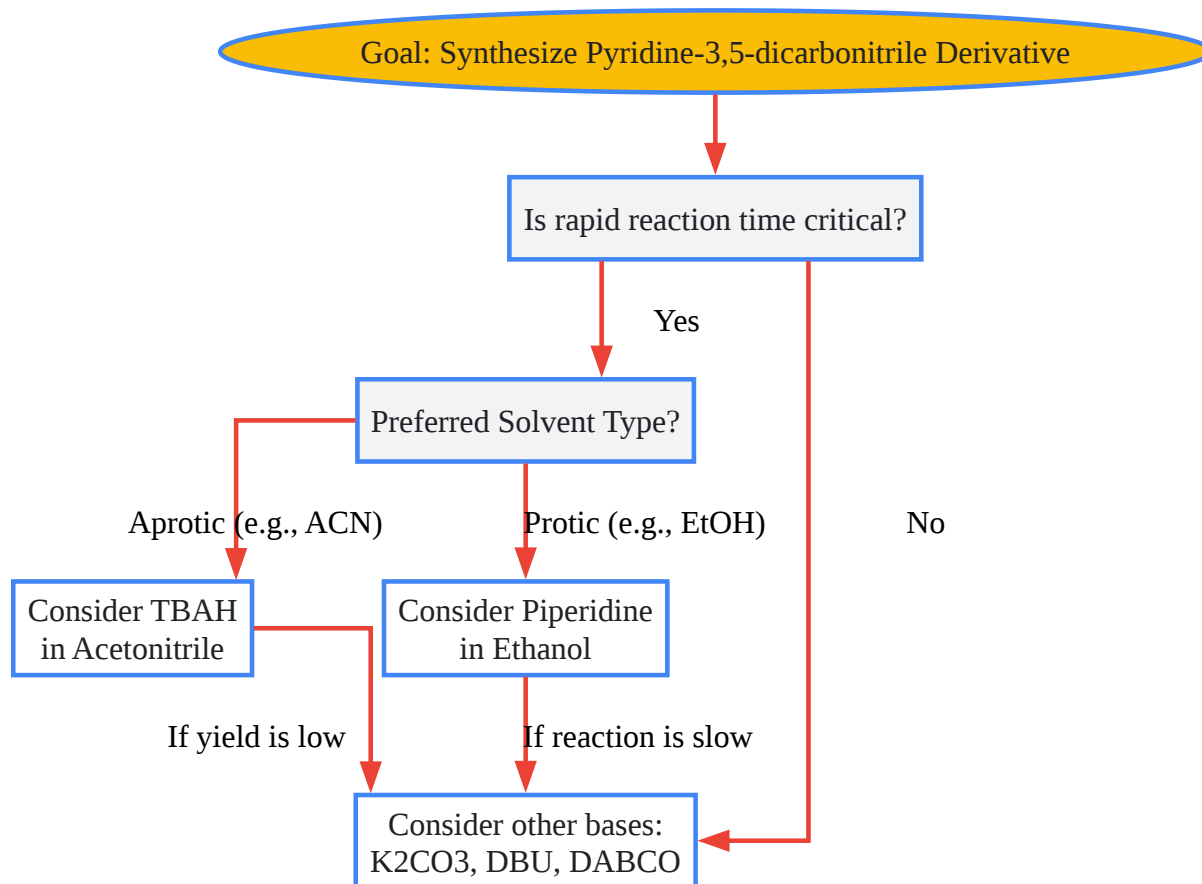 Goal: Synthesize Pyridine-3,5-dicarbonitrile Derivative
Is rapid reaction time critical?
Yes
Preferred Solvent Type?
Aprotic (e.g., ACN)
Protic (e.g., EtOH)
No
Consider TBAH
in Acetonitrile
Consider Piperidine
in Ethanol
If yield is low
If reaction is slow
Consider other bases:
K2CO3, DBU, DABCO